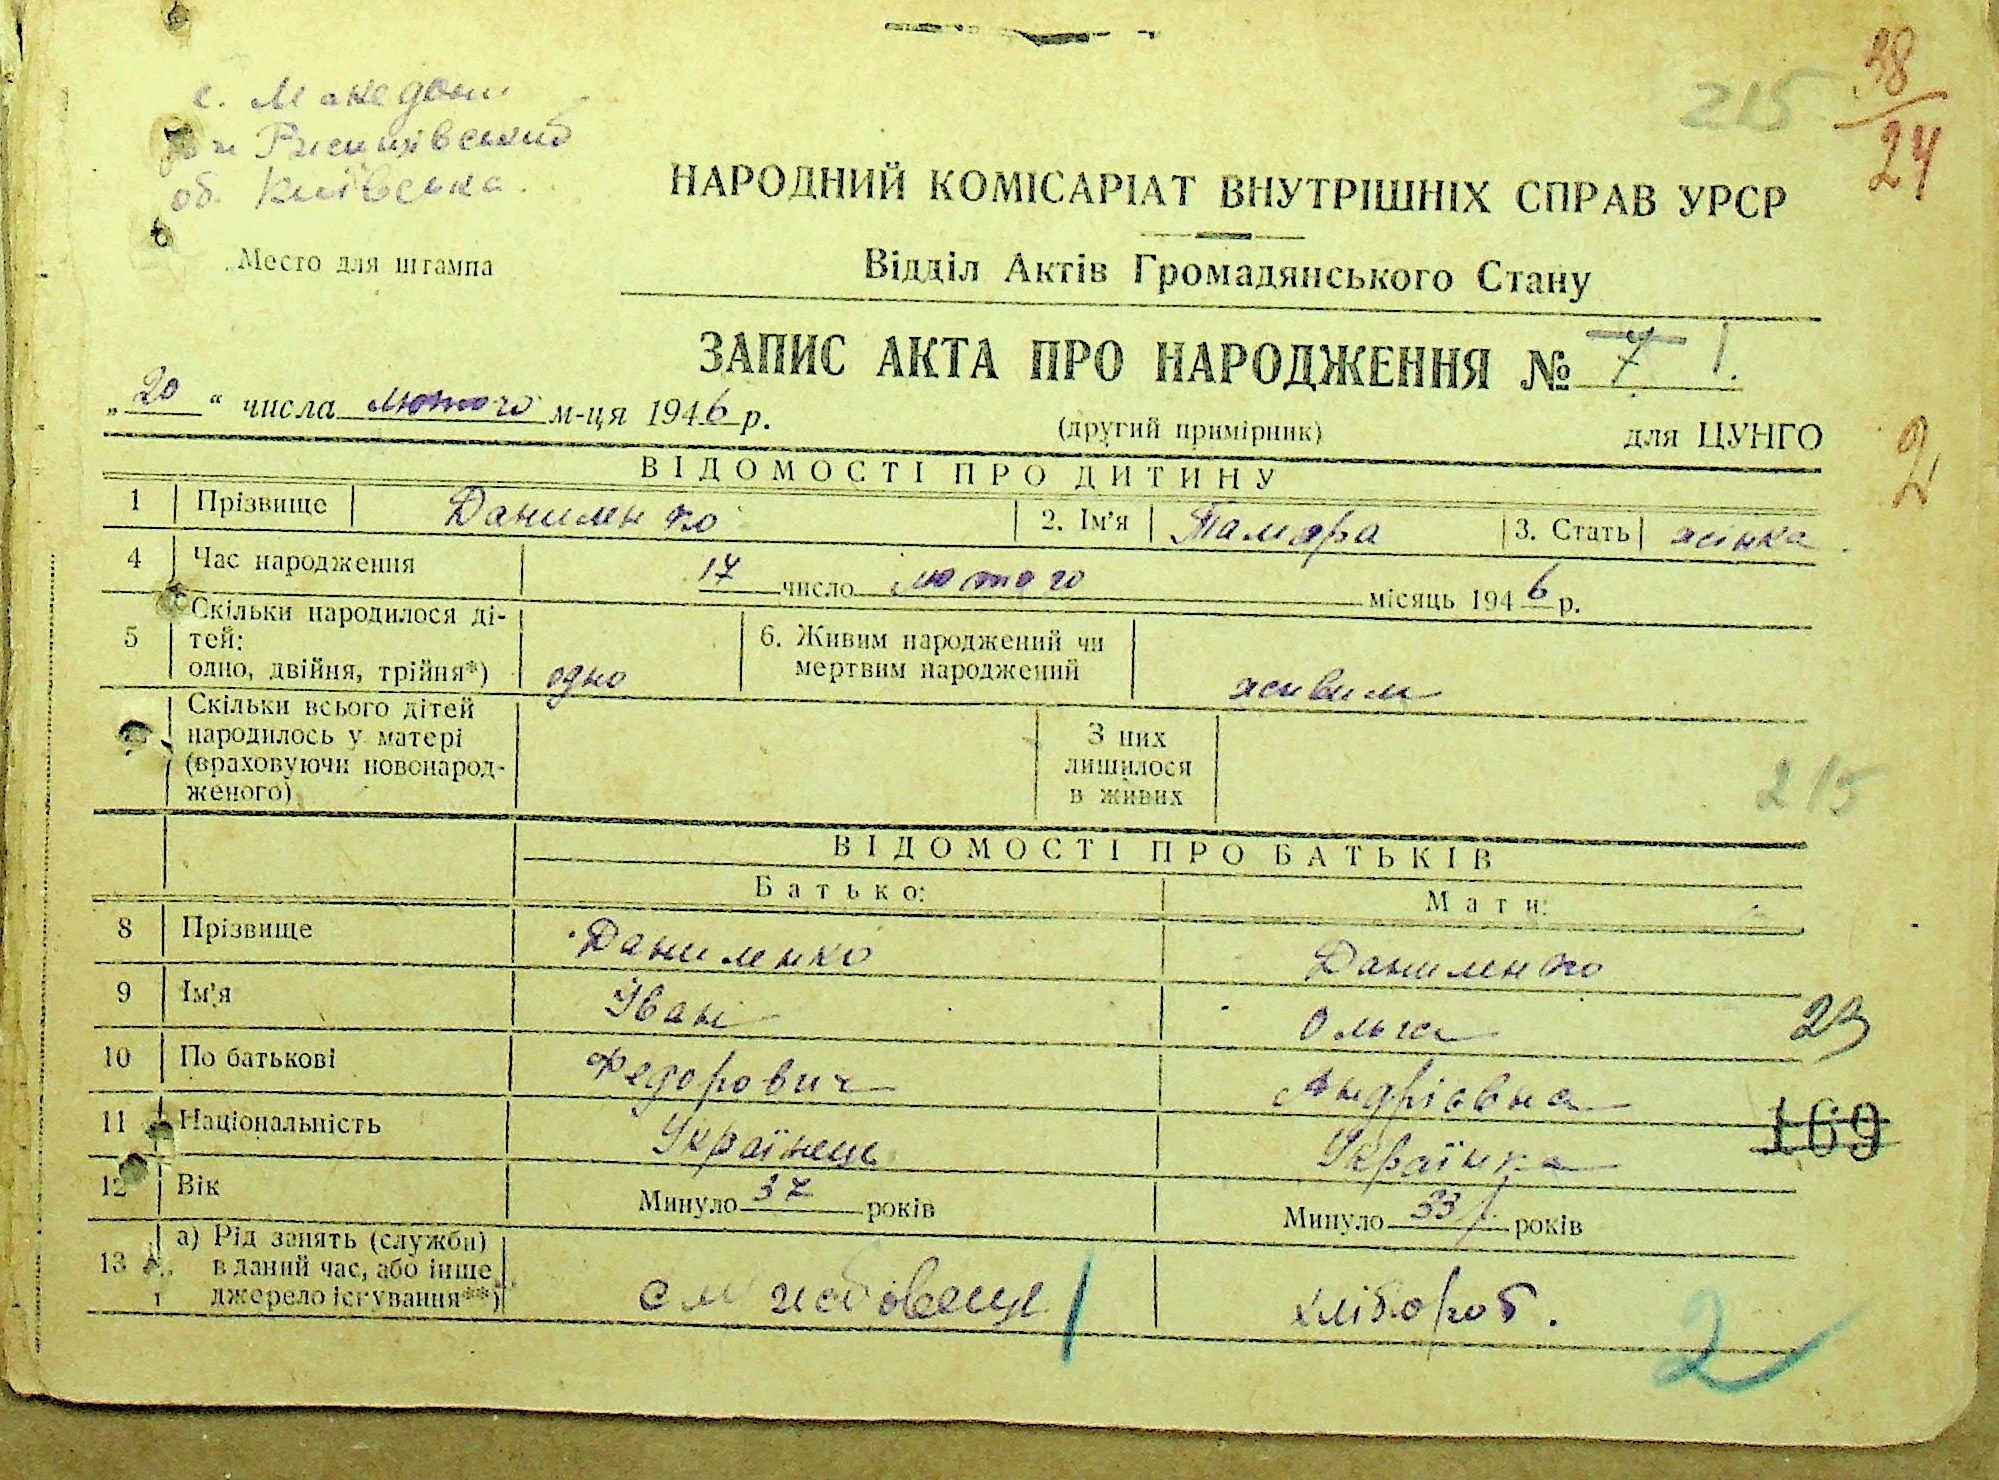 215
38
24
с. Македони
об. Київська.
НАРОДНИЙ КОМІСАРІАТ ВНУТРІШНІХ СПРАВ УРСР
Место для штампа
Відділ Актів Громадянського Стану
ЗАПИС АКТА ПРО НАРОДЖЕННЯ № 7 1.
„20“ числа лютого м-ця 1946 р.
(другий примірник) для ЦУНГО
2
ВІДОМОСТІ ПРО ДИТИНУ
1 Прізвище Даниленко 2. Ім'я Тамара 3. Стать жінка.
4 Час народження 17 число лютого місяць 1946 р.
5 Скільки народилося ді-
тей:
одно, двійня, трійня*) одно
6. Живим народжений чи
мертвим народжений живим
Скільки всього дітей
народилось у матері
(враховуючи новонарод-
женого)
З них
лишилося
в живих
215
ВІДОМОСТІ ПРО БАТЬКІВ
Батько: Мати:
8 Прізвище Даниленко Даниленко
9 Ім'я Іван Ольга
23
10 По батькові Федорович Андріївна
11 Національність Українець Українка
169
12 Вік Минуло 37 років Минуло 33 років
13 а) Рід занять (служби)
в даний час, або інше
джерело існування**) хлібороб.
2